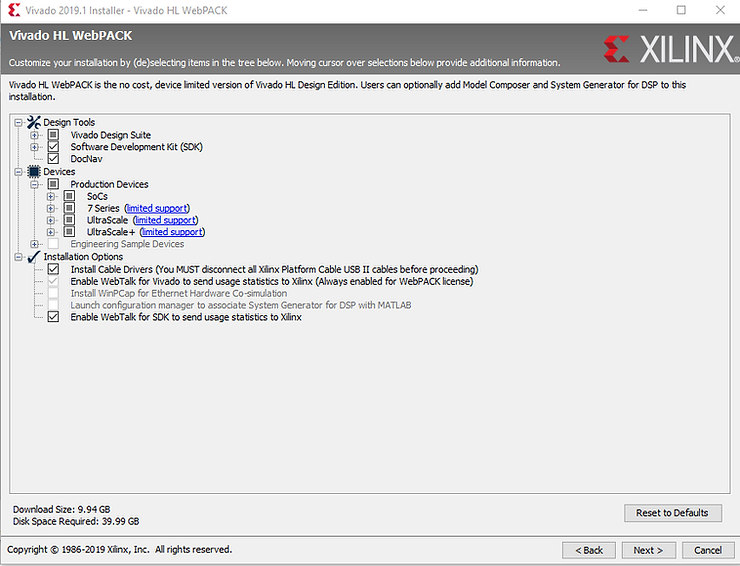 Vivado 2019.1 Installer - Vivado HL WebPACK
Vivado HL WebPACK
XILINX®
Customize your installation by (de)selecting items in the tree below. Moving cursor over selections below provide additional information.
Vivado HL WebPACK is the no cost, device limited version of Vivado HL Design Edition. Users can optionally add Model Composer and System Generator for DSP to this
installation.
Design Tools
Vivado Design Suite
Software Development Kit (SDK)
DocNav
Devices
Production Devices
SoCs
7 Series (limited support)
UltraScale (limited support)
UltraScale+ (limited support)
Engineering Sample Devices
Installation Options
Install Cable Drivers (You MUST disconnect all Xilinx Platform Cable USB II cables before proceeding)
Enable WebTalk for Vivado to send usage statistics to Xilinx (Always enabled for WebPACK license)
Install WinPCap for Ethernet Hardware Co-simulation
Launch configuration manager to associate System Generator for DSP with MATLAB
Enable WebTalk for SDK to send usage statistics to Xilinx
Download Size: 9.94 GB
Disk Space Required: 39.99 GB
Reset to Defaults
Copyright © 1986-2019 Xilinx, Inc. All rights reserved.
< Back
Next >
Cancel